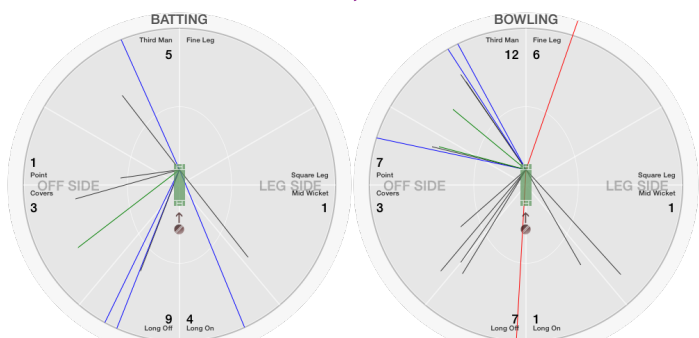 BATTING
Third Man Fine Leg
5
1
Point
OFF SIDE
Covers
3
Square Leg
LEG SIDE
Mid Wicket
1
9 4
Long Off Long On
BOWLING
Third Man Fine Leg
12 6
7
Point
OFF SIDE
Covers
3
Square Leg
LEG SIDE
Mid Wicket
1
7 1
Long Off Long On